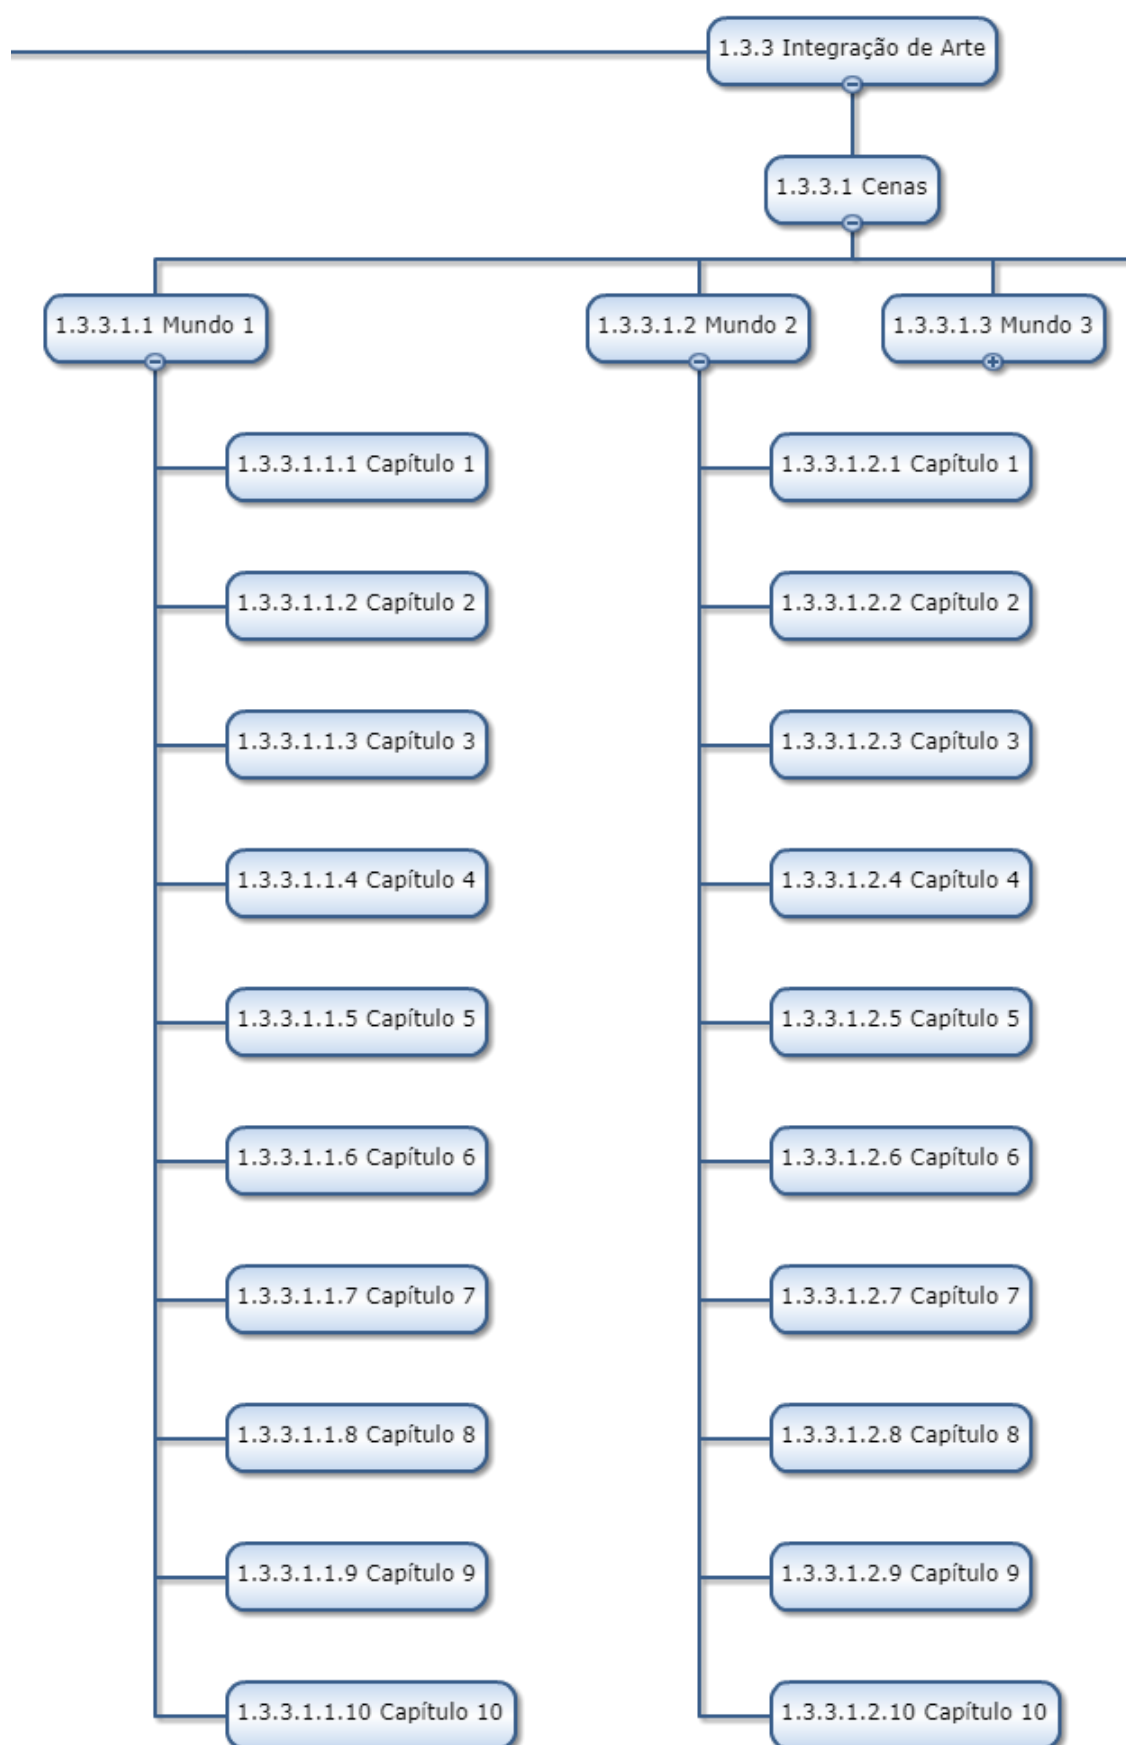 1.3.3 Integração de Arte
1.3.3.1 Cenas
1.3.3.1.1 Mundo 1
1.3.3.1.2 Mundo 2
1.3.3.1.3 Mundo 3
1.3.3.1.1.1 Capítulo 1
1.3.3.1.1.2 Capítulo 2
1.3.3.1.1.3 Capítulo 3
1.3.3.1.1.4 Capítulo 4
1.3.3.1.1.5 Capítulo 5
1.3.3.1.1.6 Capítulo 6
1.3.3.1.1.7 Capítulo 7
1.3.3.1.1.8 Capítulo 8
1.3.3.1.1.9 Capítulo 9
1.3.3.1.1.10 Capítulo 10
1.3.3.1.2.1 Capítulo 1
1.3.3.1.2.2 Capítulo 2
1.3.3.1.2.3 Capítulo 3
1.3.3.1.2.4 Capítulo 4
1.3.3.1.2.5 Capítulo 5
1.3.3.1.2.6 Capítulo 6
1.3.3.1.2.7 Capítulo 7
1.3.3.1.2.8 Capítulo 8
1.3.3.1.2.9 Capítulo 9
1.3.3.1.2.10 Capítulo 10